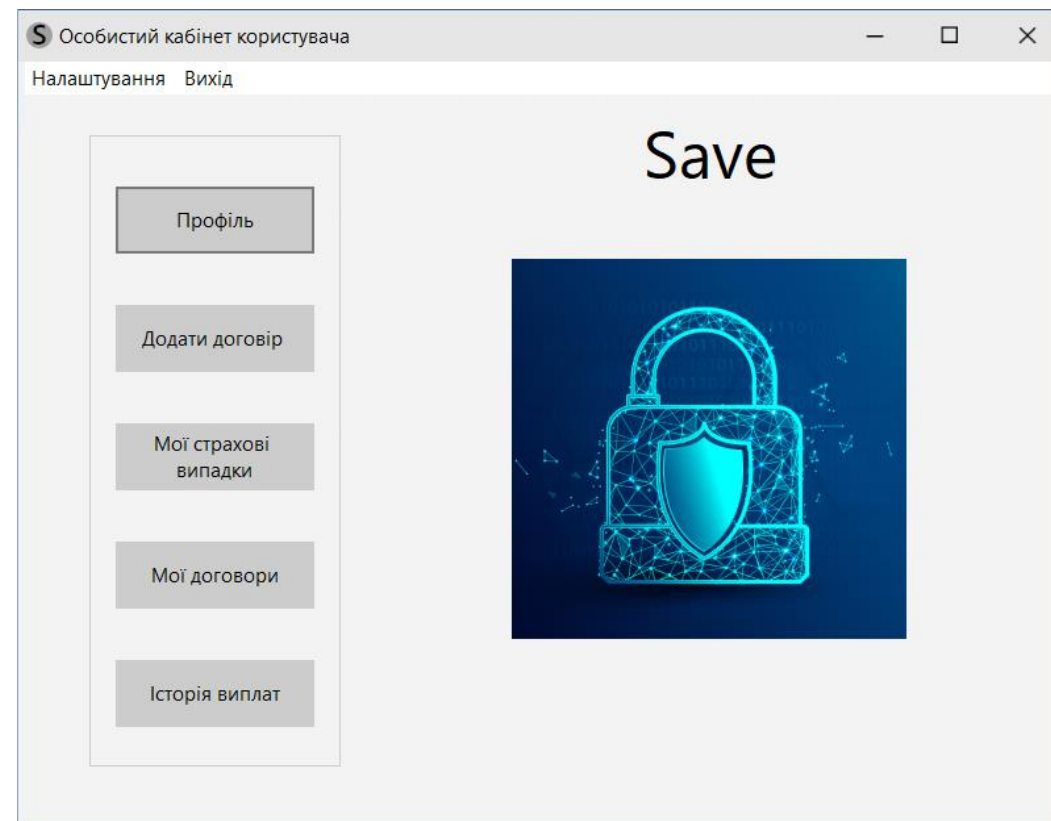 S Особистий кабінет користувача
Налаштування Вихід
Save
Профіль
Додати договір
Мої страхові
випадки
Мої договори
Історія виплат